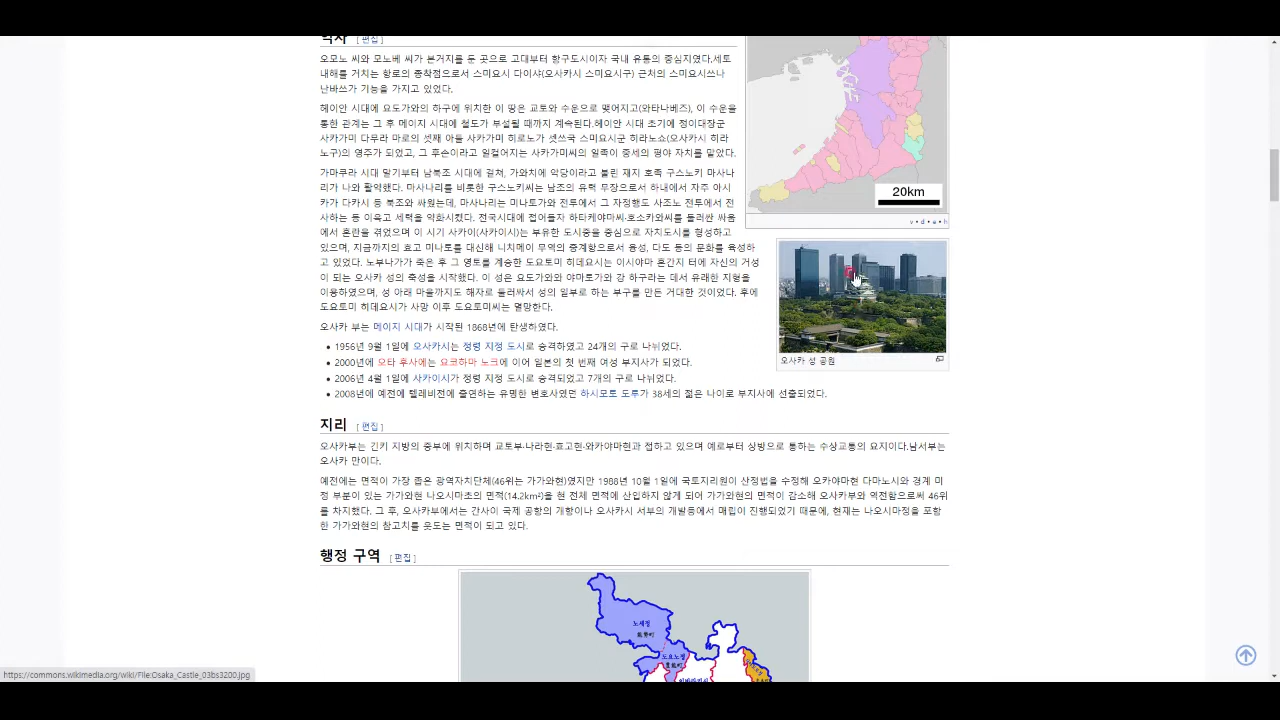 역사 [ 편집 ]
오모노 씨와 모노베 씨가 본거지를 둔 곳으로 고대부터 항구도시이자 국내 유통의 중심지였다.세토
내해를 거치는 항로의 종착점으로서 스미요시 다이샤(오사카시 스미요시구) 근처의 스미요시쓰나
난바쓰가 기능을 가지고 있었다.
헤이안 시대에 요도가와의 하구에 위치한 이 땅은 교토와 수운으로 맺어지고(와타나베즈), 이 수운을
통한 관계는 그 후 메이지 시대에 철도가 부설될 때까지 계속된다.헤이안 시대 초기에 정이대장군
사카가미 다무라 마로의 셋째 아들 사카가미 히로노가 셋쓰국 스미요시군 히라노쇼(오사카시 히라
노구)의 영주가 되었고, 그 후손이라고 일컬어지는 사카가미씨의 일족이 중세의 평야 자치를 맡았다.
가마쿠라 시대 말기부터 남북조 시대에 걸쳐, 가와치에 악당이라고 불린 재지 호족 구스노키 마사나
리가 나와 활약했다. 마사나리를 비롯한 구스노키씨는 남조의 유력 무장으로서 하내에서 자주 아시
카가 다카시 등 북조와 싸웠는데, 마사나리는 미나토가와 전투에서 그 자정행도 사조노 전투에서 전
사하는 등 이윽고 세력을 약화시켰다. 전국시대에 접어들자 하타케야마씨·호소카와씨를 둘러싼 싸움
에서 혼란을 겪었으며 이 시기 사카이(사카이시)는 부유한 도시중을 중심으로 자치도시를 형성하고
있으며, 지금까지의 효고 미나토를 대신해 니치메이 무역의 중계항으로서 융성, 다도 등의 문화를 육성하
고 있었다. 노부나가가 죽은 후 그 영토를 계승한 도요토미 히데요시는 이시야마 혼간지 터에 자신의 거성
이 되는 오사카 성의 축성을 시작했다. 이 성은 요도가와와 야마토가와 강 하구라는 데서 유래한 지형을
이용하였으며, 성 아래 마을까지도 해자로 둘러싸서 성의 일부로 하는 부구를 만든 거대한 것이었다. 후에
도요토미 히데요시가 사망 이후 도요토미씨는 멸망한다.
오사카 부는 메이지 시대가 시작된 1868년에 탄생하였다.
• 1956년 9월 1일에 오사카시는 정령 지정 도시로 승격하였고 24개의 구로 나뉘었다.
• 2000년에 오타 후사에는 요코하마 노크에 이어 일본의 첫 번째 여성 부지사가 되었다.
• 2006년 4월 1일에 사카이시가 정령 지정 도시로 승격되었고 7개의 구로 나뉘었다.
• 2008년에 예전에 텔레비전에 출연하는 유명한 변호사였던 하시모토 도루가 38세의 젊은 나이로 부지사에 선출되었다.
20km
v • d • e • h
오사카 성 공원
지리 [ 편집 ]
오사카부는 긴키 지방의 중부에 위치하며 교토부·나라현·효고현·와카야마현과 접하고 있으며 예로부터 상방으로 통하는 수상교통의 요지이다.남서부는
오사카 만이다.
예전에는 면적이 가장 좁은 광역자치단체(46위는 가가와현)였지만 1988년 10월 1일에 국토지리원이 산정법을 수정해 오카야마현 다마노시와 경계 미
정 부분이 있는 가가와현 나오시마초의 면적(14.2km²)을 현 전체 면적에 산입하지 않게 되어 가가와현의 면적이 감소해 오사카부와 역전함으로써 46위
를 차지했다. 그 후, 오사카부에서는 간사이 국제 공항의 개항이나 오사카시 서부의 개발등에서 매립이 진행되었기 때문에, 현재는 나오시마정을 포함
한 가가와현의 참고치를 웃도는 면적이 되고 있다.
행정 구역 [ 편집 ]
노세정
能勢町
도요노정
豊能町
https://commons.wikimedia.org/wiki/File:Osaka_Castle_03bs3200.jpg